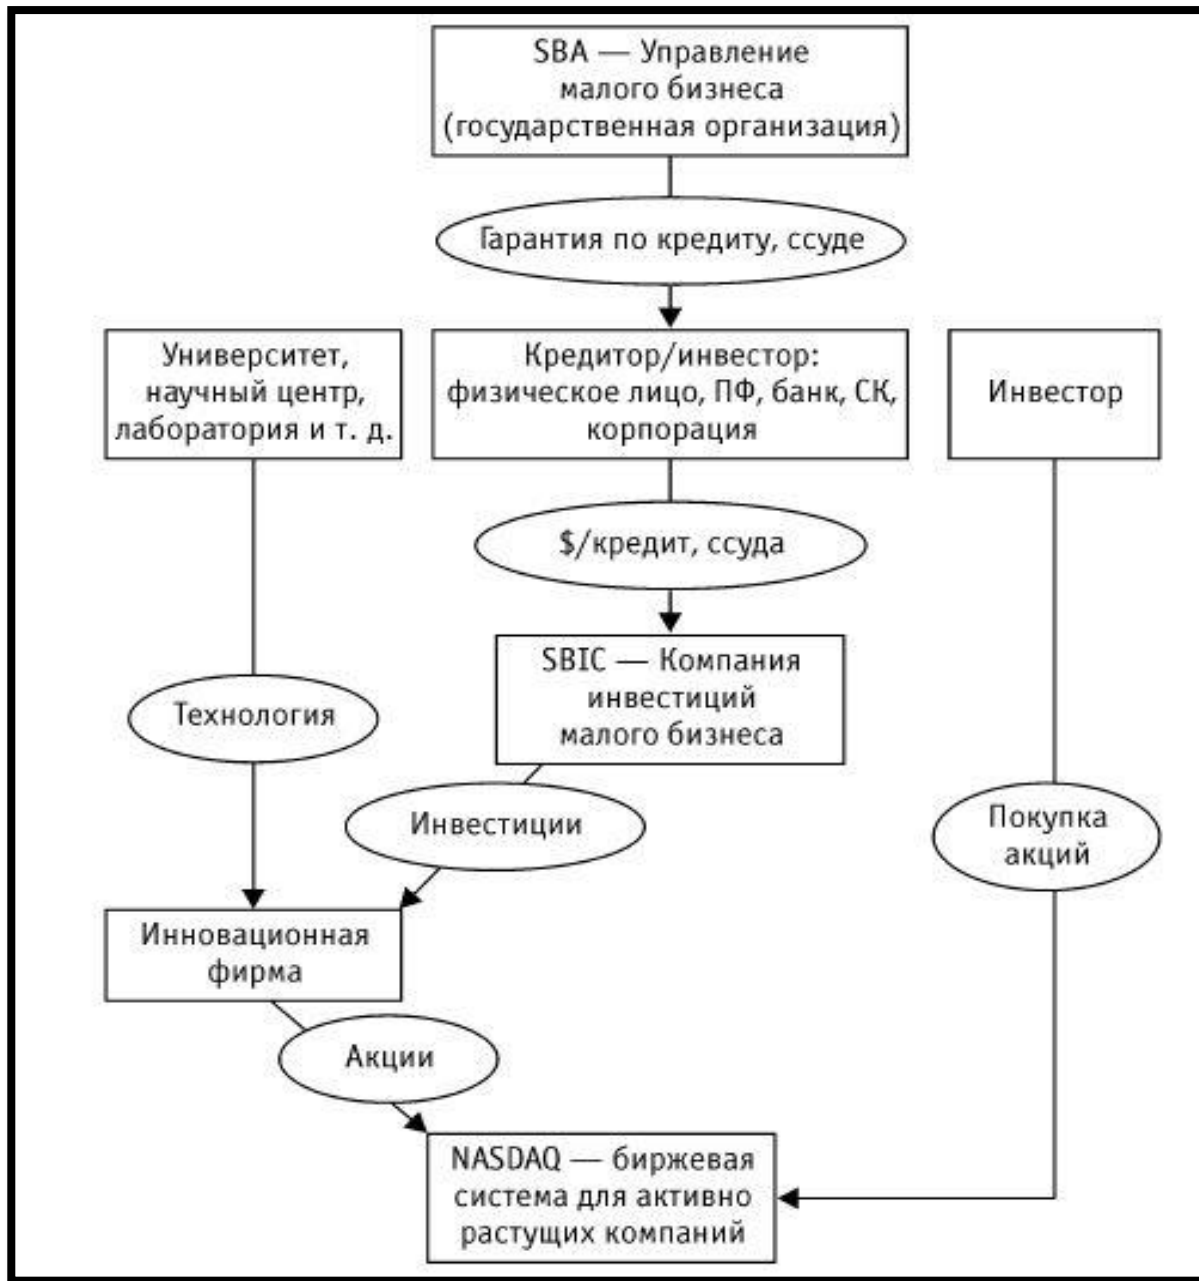 SBA — Управление
малого бизнеса
(государственная организация)
Гарантия по кредиту, ссуде
Университет,
научный центр,
лаборатория и т. д.
Кредитор/инвестор:
физическое лицо, ПФ, банк, СК,
корпорация
Инвестор
$/кредит, ссуда
SBIC — Компания
инвестиций
малого бизнеса
Технология
Инвестиции
Покупка
акций
Инновационная
фирма
Акции
NASDAQ — биржевая
система для активно
растущих компаний